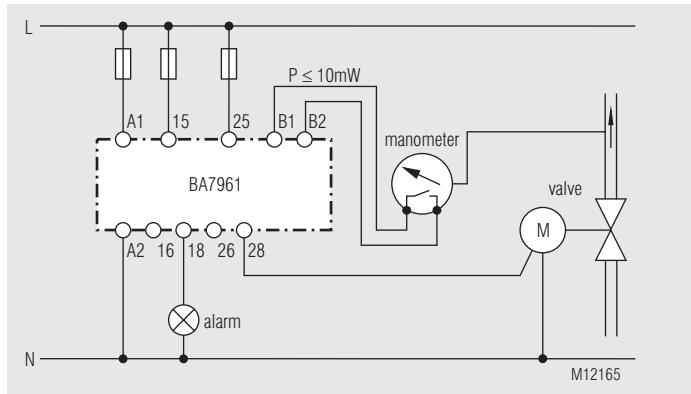 L
P ≤ 10mW
A1 15 25 B1 B2
manometer
BA7961
valve
M
A2 16 18 26 28
alarm
N
M12165